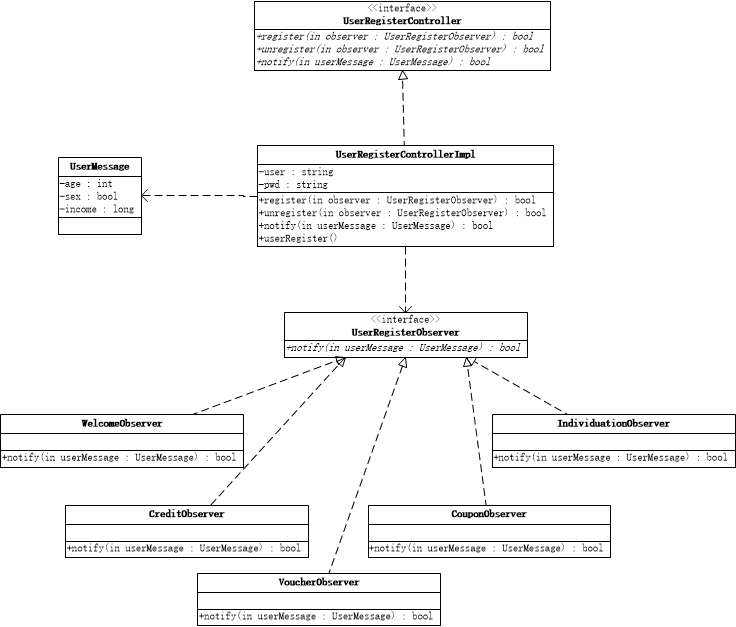 <<interface>>
UserRegisterController
+register(in observer : UserRegisterObserver) : bool
+unregister(in observer : UserRegisterObserver) : bool
+notify(in userMessage : UserMessage) : bool
UserMessage
-age : int
-sex : bool
-income : long
UserRegisterControllerImpl
-user : string
-pwd : string
+register(in observer : UserRegisterObserver) : bool
+unregister(in observer : UserRegisterObserver) : bool
+notify(in userMessage : UserMessage) : bool
+userRegister()
<<interface>>
UserRegisterObserver
+notify(in userMessage : UserMessage) : bool
WelcomeObserver
+notify(in userMessage : UserMessage) : bool
IndividuationObserver
+notify(in userMessage : UserMessage) : bool
CreditObserver
+notify(in userMessage : UserMessage) : bool
CouponObserver
+notify(in userMessage : UserMessage) : bool
VoucherObserver
+notify(in userMessage : UserMessage) : bool